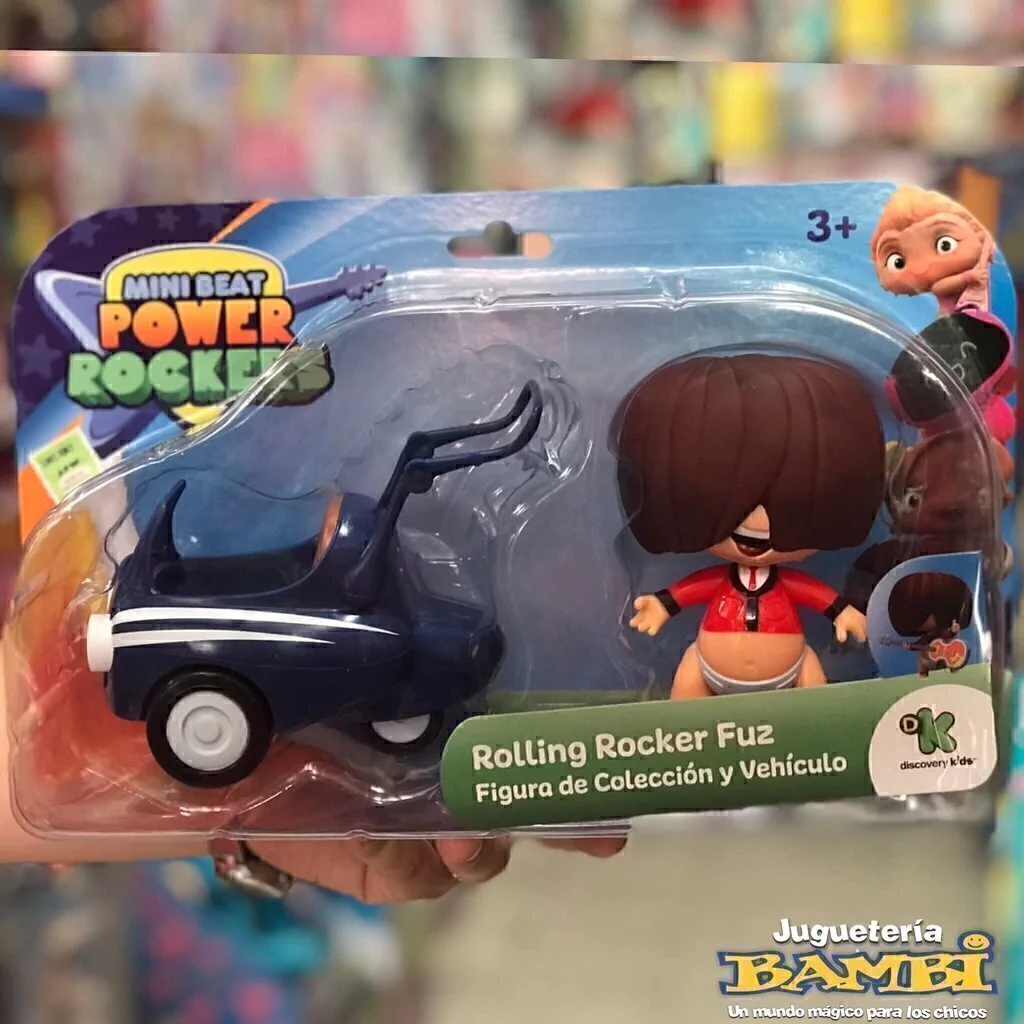 3+
MINI BEAT
POWER
ROCKERS
Rolling Rocker Fuz
Figura de Colección y Vehículo
DK
discovery kids
Juguetería
BAMBI
Un mundo mágico para los chicos